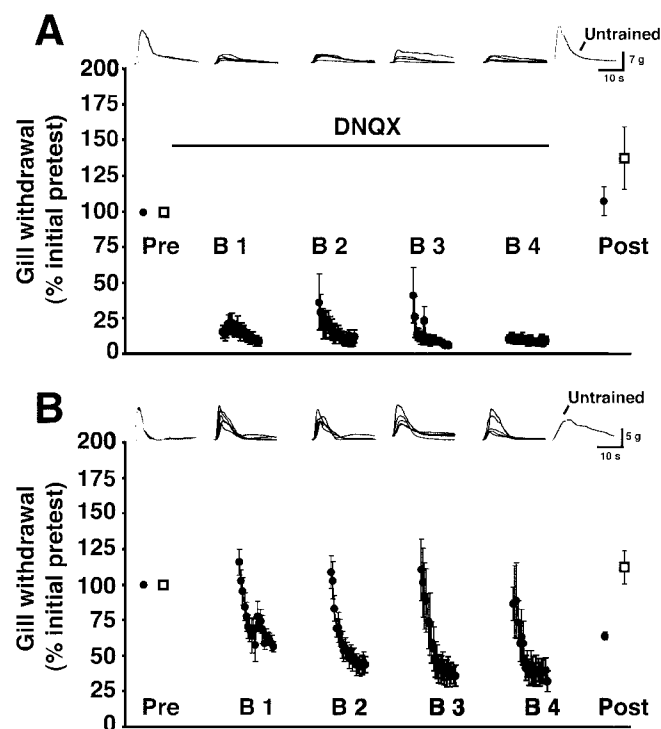 A
Untrained
7 g
10 s
200
175
150
125
100
75
50
25
0
Gill withdrawal
(% initial pretest)
DNQX
Pre
B 1
B 2
B 3
B 4
Post
B
Untrained
5 g
10 s
200
175
150
125
100
75
50
25
0
Gill withdrawal
(% initial pretest)
Pre
B 1
B 2
B 3
B 4
Post